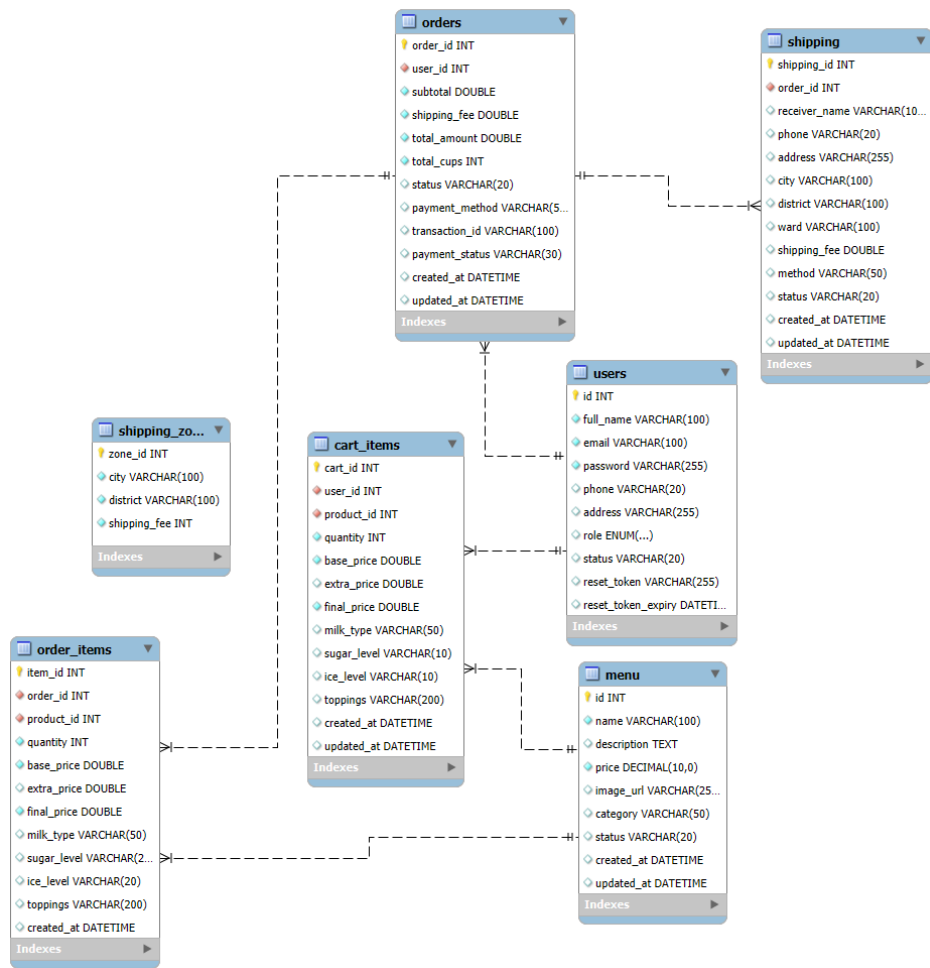 orders
order_id INT
user_id INT
subtotal DOUBLE
shipping_fee DOUBLE
total_amount DOUBLE
total_cups INT
status VARCHAR(20)
payment_method VARCHAR(5...
transaction_id VARCHAR(100)
payment_status VARCHAR(30)
created_at DATETIME
updated_at DATETIME
Indexes
shipping
shipping_id INT
order_id INT
receiver_name VARCHAR(10...
phone VARCHAR(20)
address VARCHAR(255)
city VARCHAR(100)
district VARCHAR(100)
ward VARCHAR(100)
shipping_fee DOUBLE
method VARCHAR(50)
status VARCHAR(20)
created_at DATETIME
updated_at DATETIME
Indexes
users
id INT
full_name VARCHAR(100)
email VARCHAR(100)
password VARCHAR(255)
phone VARCHAR(20)
address VARCHAR(255)
role ENUM(...)
status VARCHAR(20)
reset_token VARCHAR(255)
reset_token_expiry DATETI...
Indexes
shipping_zo...
zone_id INT
city VARCHAR(100)
district VARCHAR(100)
shipping_fee INT
Indexes
cart_items
cart_id INT
user_id INT
product_id INT
quantity INT
base_price DOUBLE
extra_price DOUBLE
final_price DOUBLE
milk_type VARCHAR(50)
sugar_level VARCHAR(10)
ice_level VARCHAR(10)
toppings VARCHAR(200)
created_at DATETIME
updated_at DATETIME
Indexes
order_items
item_id INT
order_id INT
product_id INT
quantity INT
base_price DOUBLE
extra_price DOUBLE
final_price DOUBLE
milk_type VARCHAR(50)
sugar_level VARCHAR(2...
ice_level VARCHAR(20)
toppings VARCHAR(200)
created_at DATETIME
Indexes
menu
id INT
name VARCHAR(100)
description TEXT
price DECIMAL(10,0)
image_url VARCHAR(25...
category VARCHAR(50)
status VARCHAR(20)
created_at DATETIME
updated_at DATETIME
Indexes